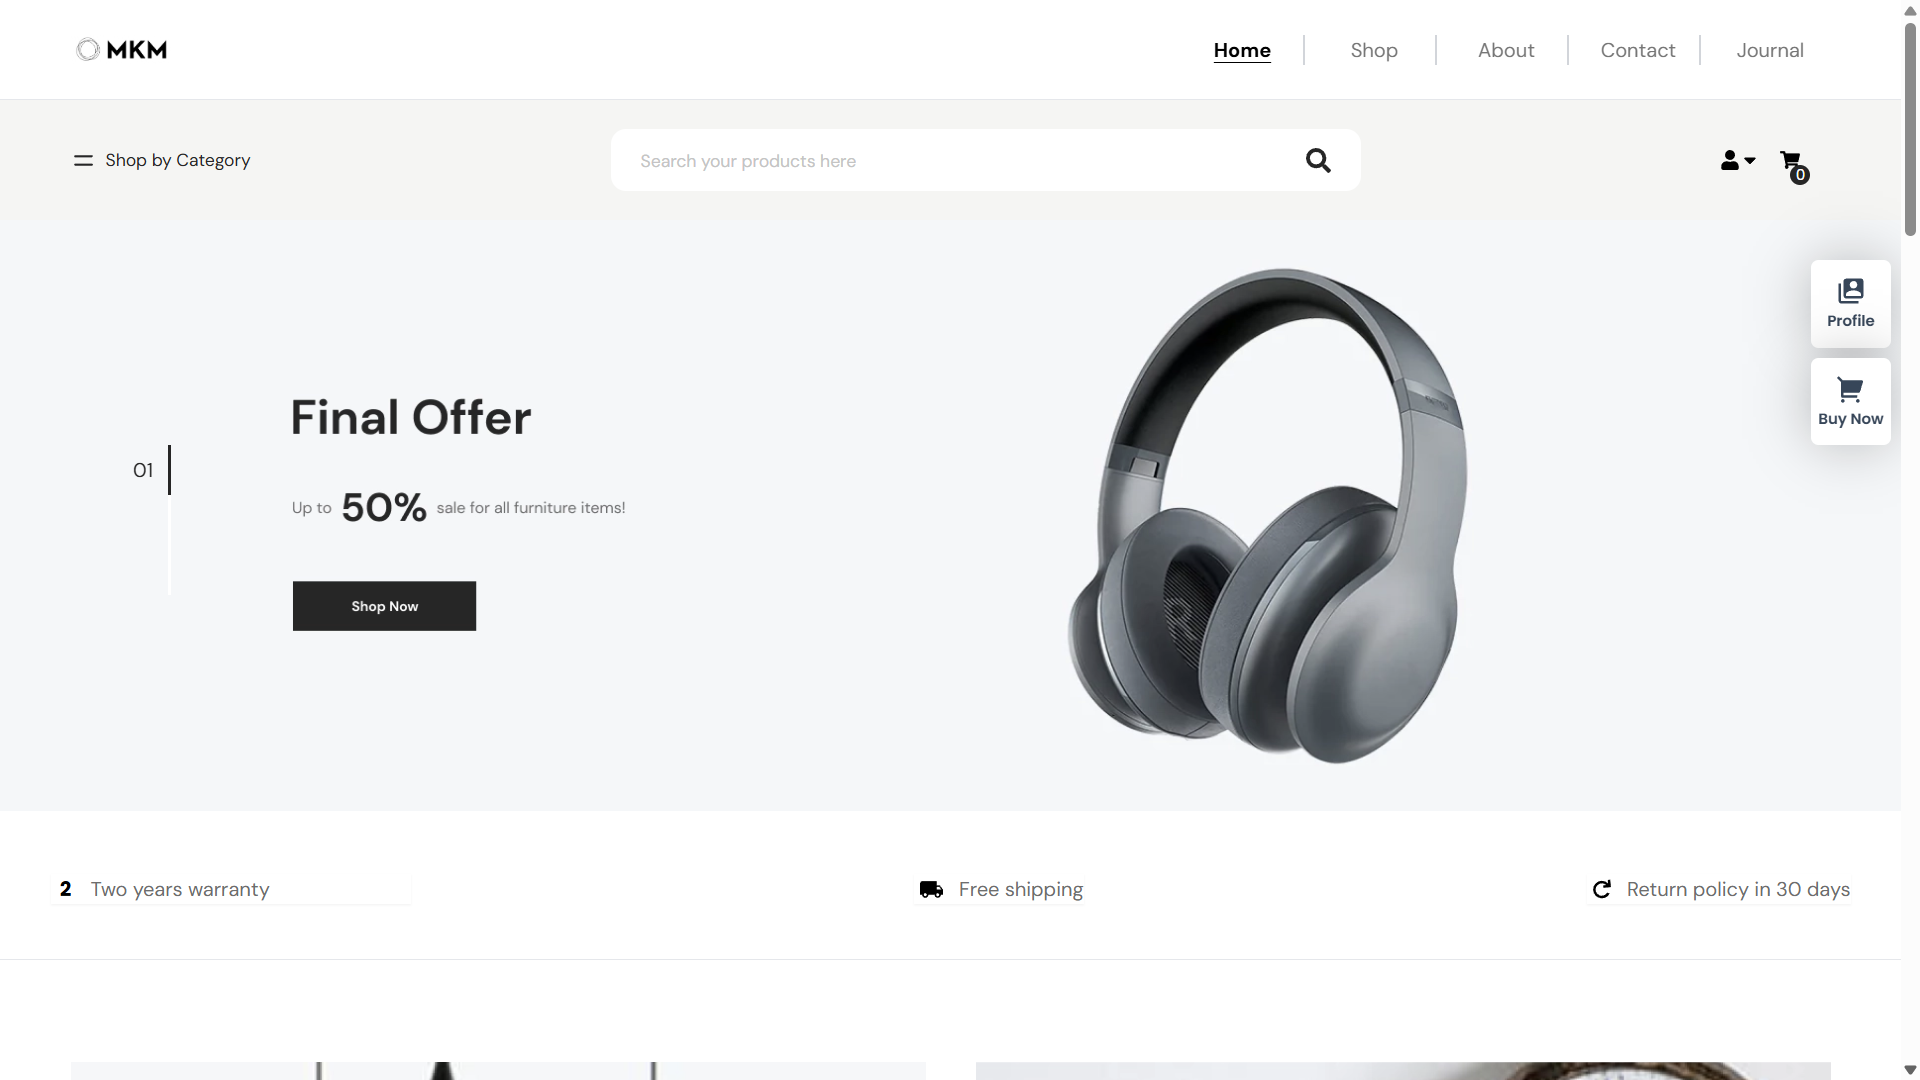 MKM
Home
Shop
About
Contact
Journal
Shop by Category
Search your products here
0
Profile
Buy Now
Final Offer
01
Up to 50% sale for all furniture items!
Shop Now
2 Two years warranty
Free shipping
Return policy in 30 days